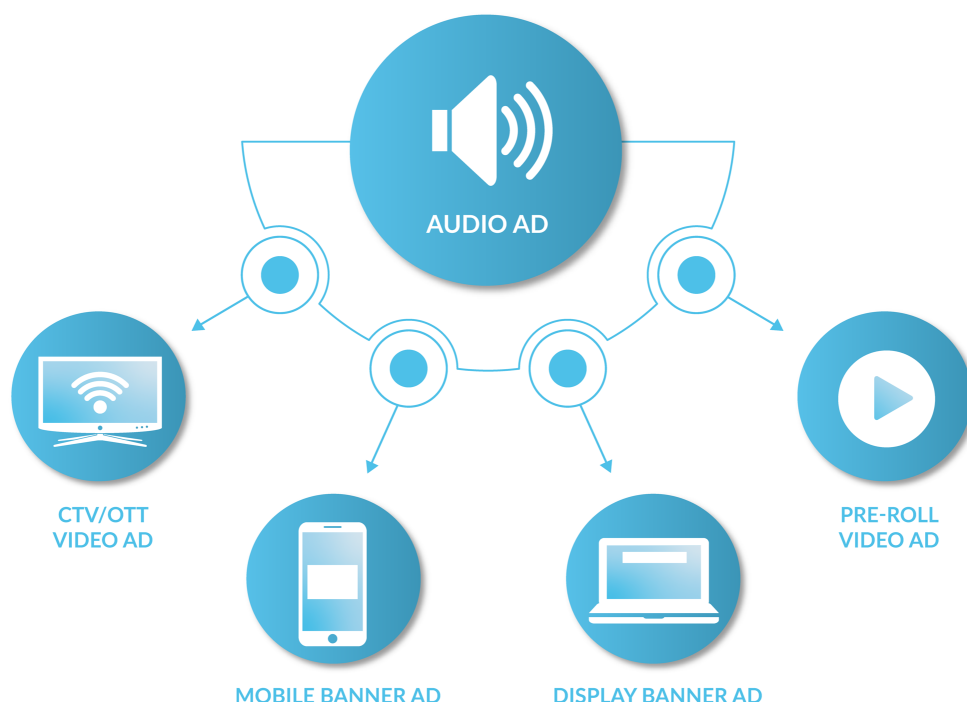 AUDIO AD
CTV/OTT
VIDEO AD
PRE-ROLL
VIDEO AD
MOBILE BANNER AD
DISPLAY BANNER AD